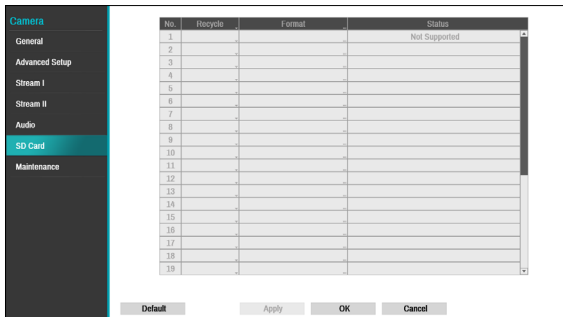 Camera
General
Advanced Setup
Stream I
Stream II
Audio
SD Card
Maintenance
No. Recycle Format Status
1 Not Supported
2
3
4
5
6
7
8
9
10
11
12
13
14
15
16
17
18
19
Default Apply OK Cancel